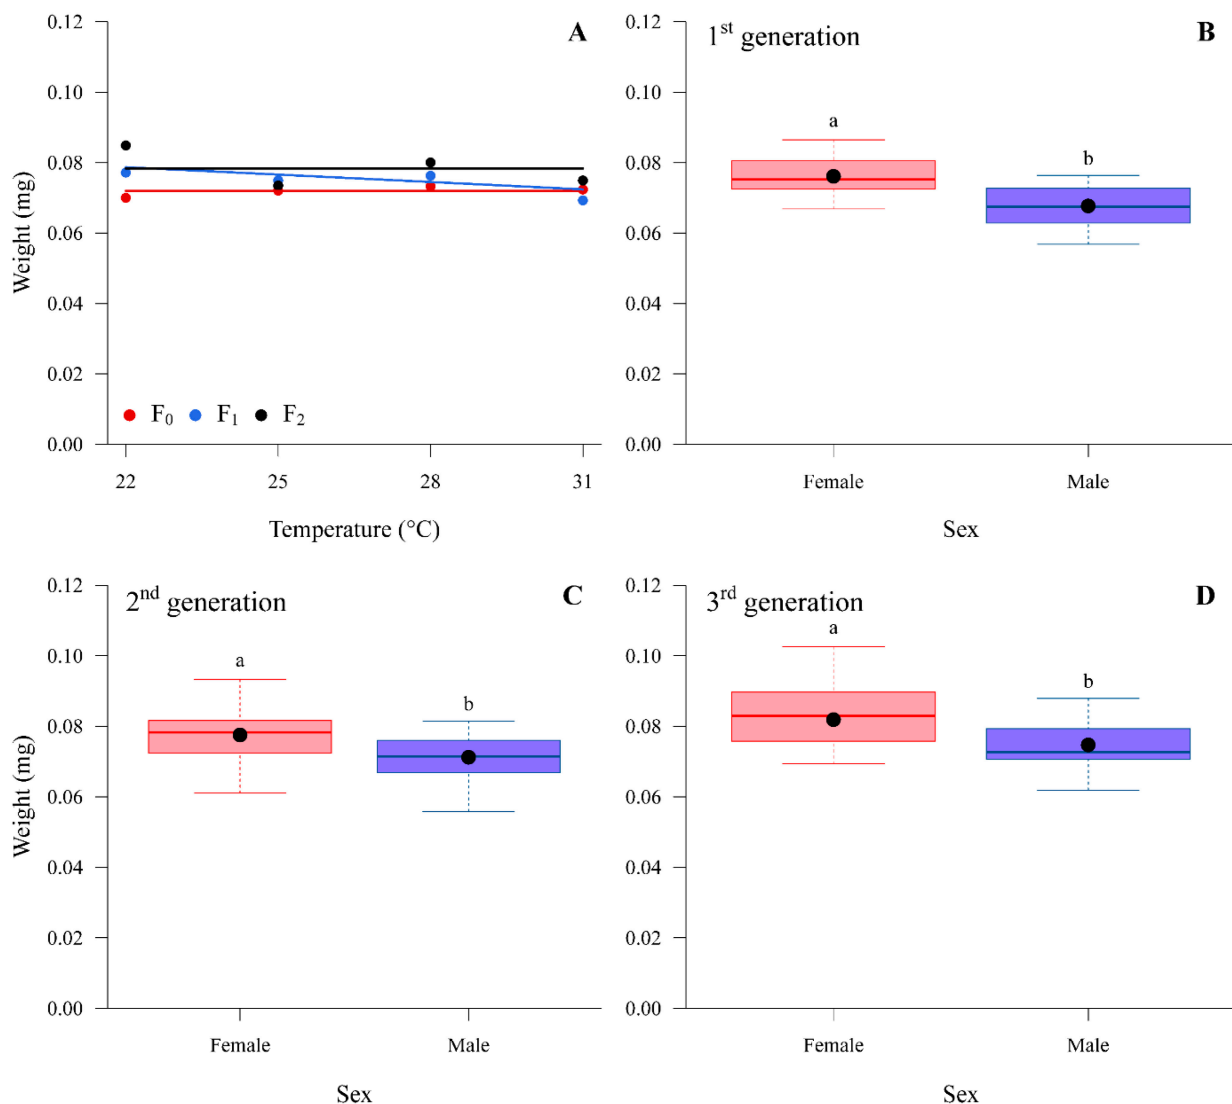 A
Weight (mg)
0.12
0.10
0.08
0.06
0.04
0.02
0.00
F₀ F₁ F₂
22 25 28 31
Temperature (°C)
B
1ˢᵗ generation
0.12
0.10
0.08
0.06
0.04
0.02
0.00
a
b
Female Male
Sex
C
2ⁿᵈ generation
Weight (mg)
0.12
0.10
0.08
0.06
0.04
0.02
0.00
a
b
Female Male
Sex
D
3ʳᵈ generation
0.12
0.10
0.08
0.06
0.04
0.02
0.00
a
b
Female Male
Sex